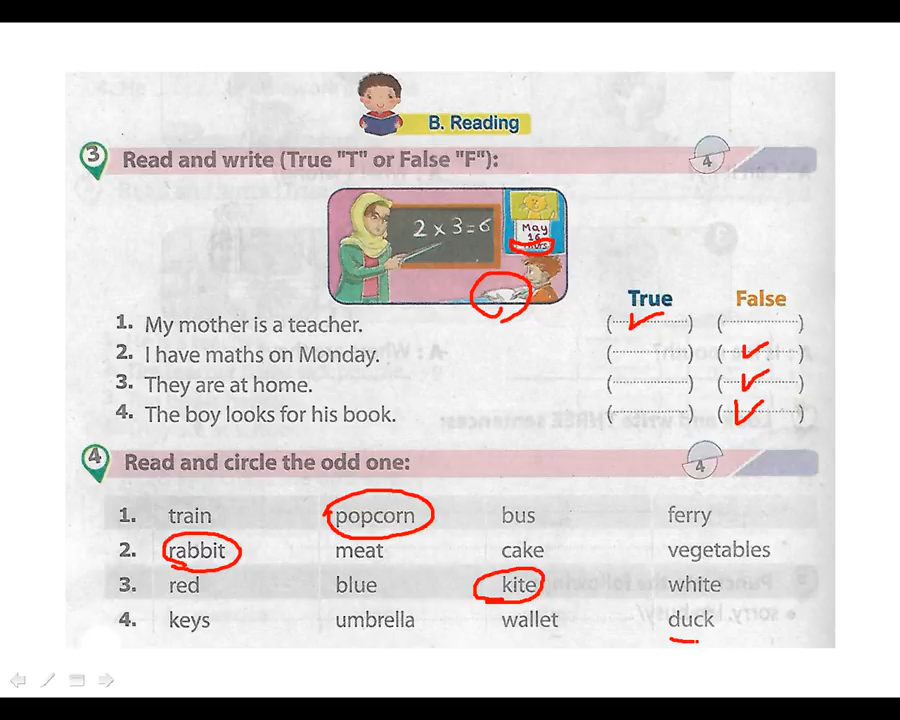 B. Reading
3 Read and write (True "T" or False "F"):
4
2 x 3 = 6
May
16
True False
1. My mother is a teacher. (..................) (..................)
2. I have maths on Monday. (..................) (..................)
3. They are at home. (..................) (..................)
4. The boy looks for his book. (..................) (..................)
4 Read and circle the odd one:
4
1. train popcorn bus ferry
2. rabbit meat cake vegetables
3. red blue kite white
4. keys umbrella wallet duck